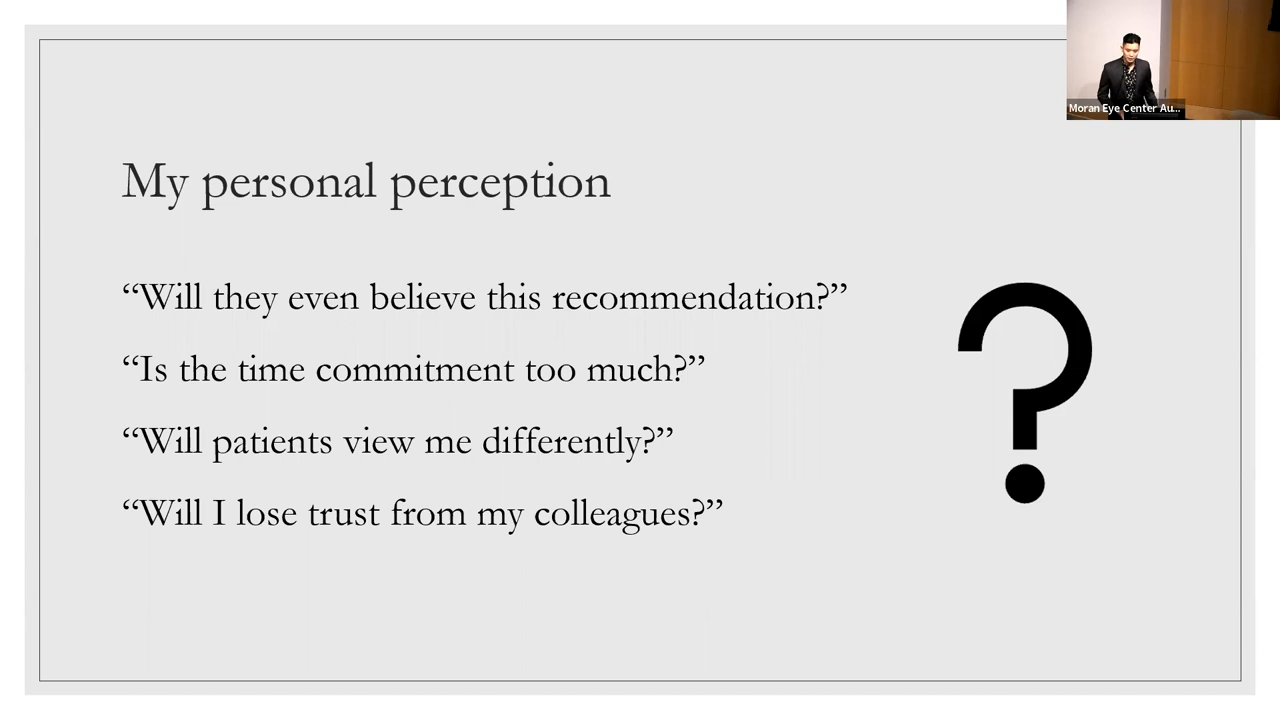 Moran Eye Center Au...
My personal perception
“Will they even believe this recommendation?”
“Is the time commitment too much?”
“Will patients view me differently?”
“Will I lose trust from my colleagues?”
?